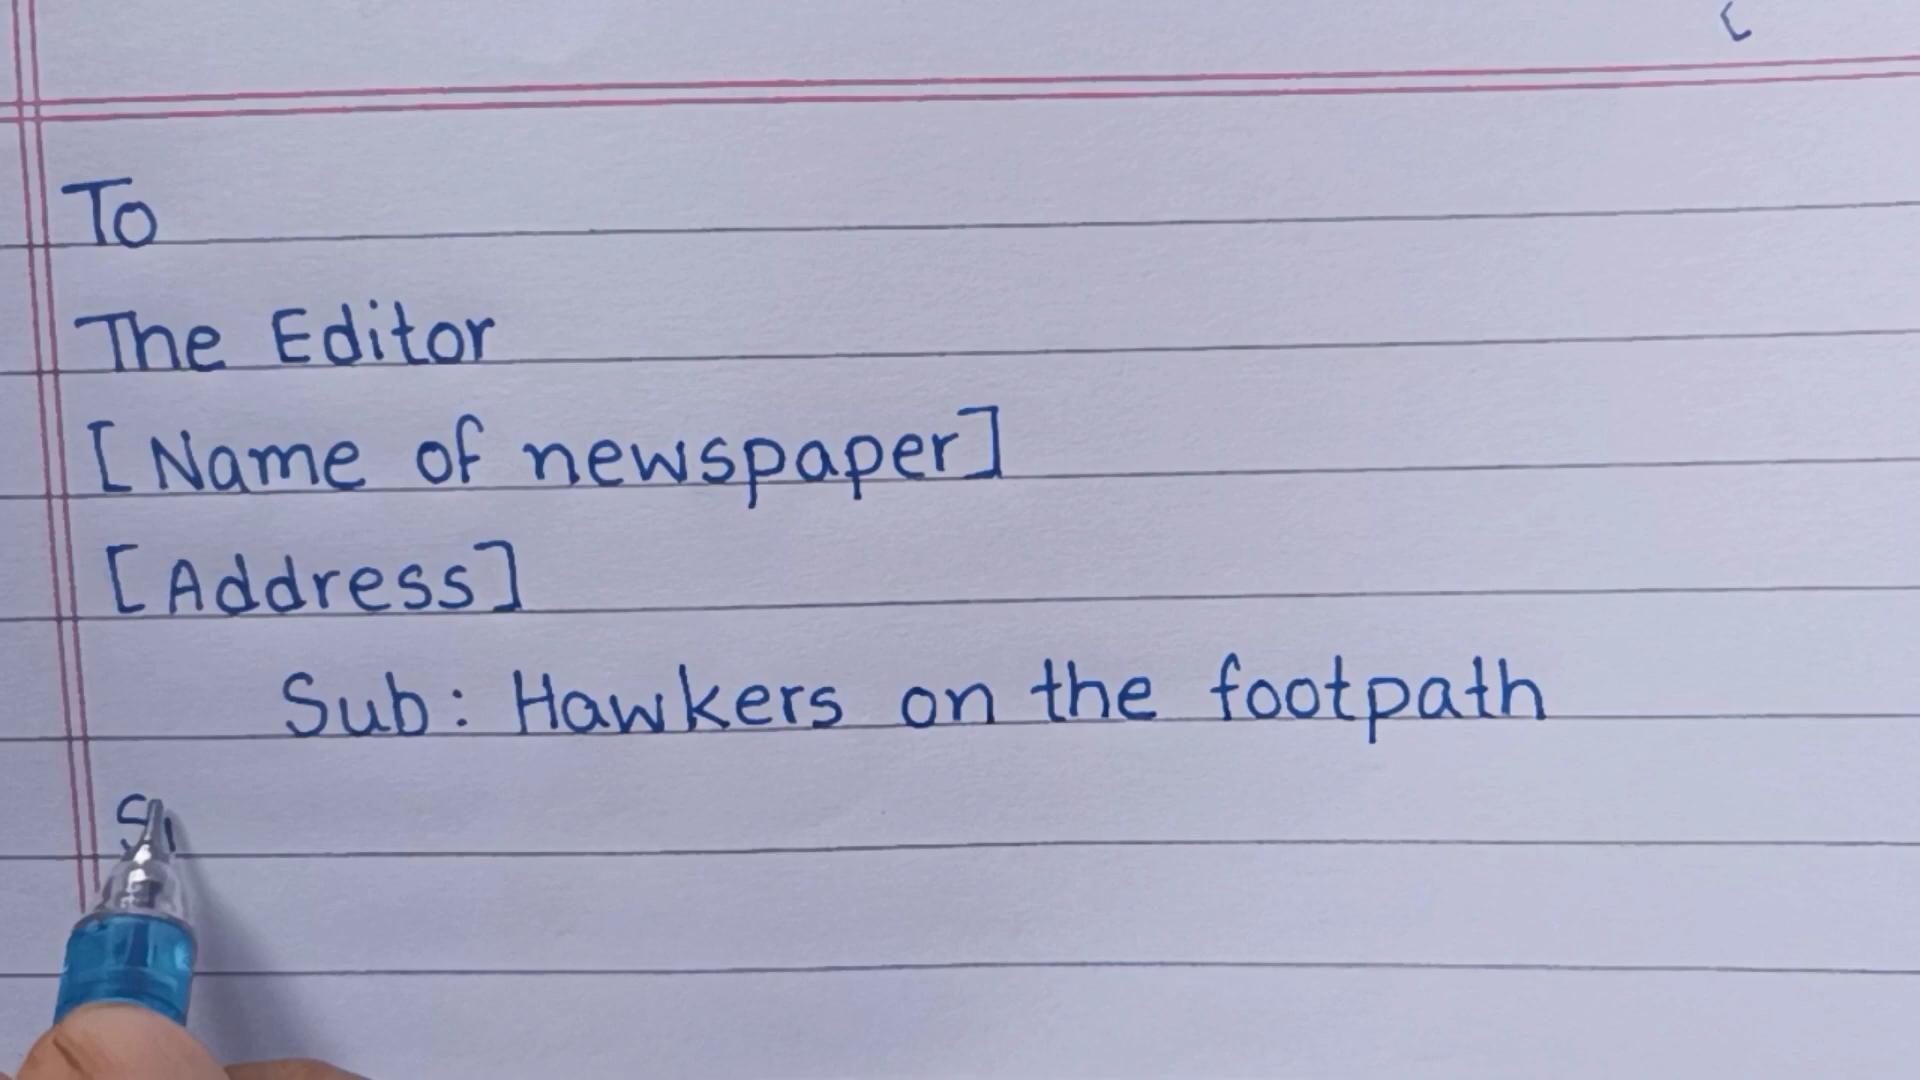 To
The Editor
[Name of newspaper]
[Address]
Sub: Hawkers on the footpath